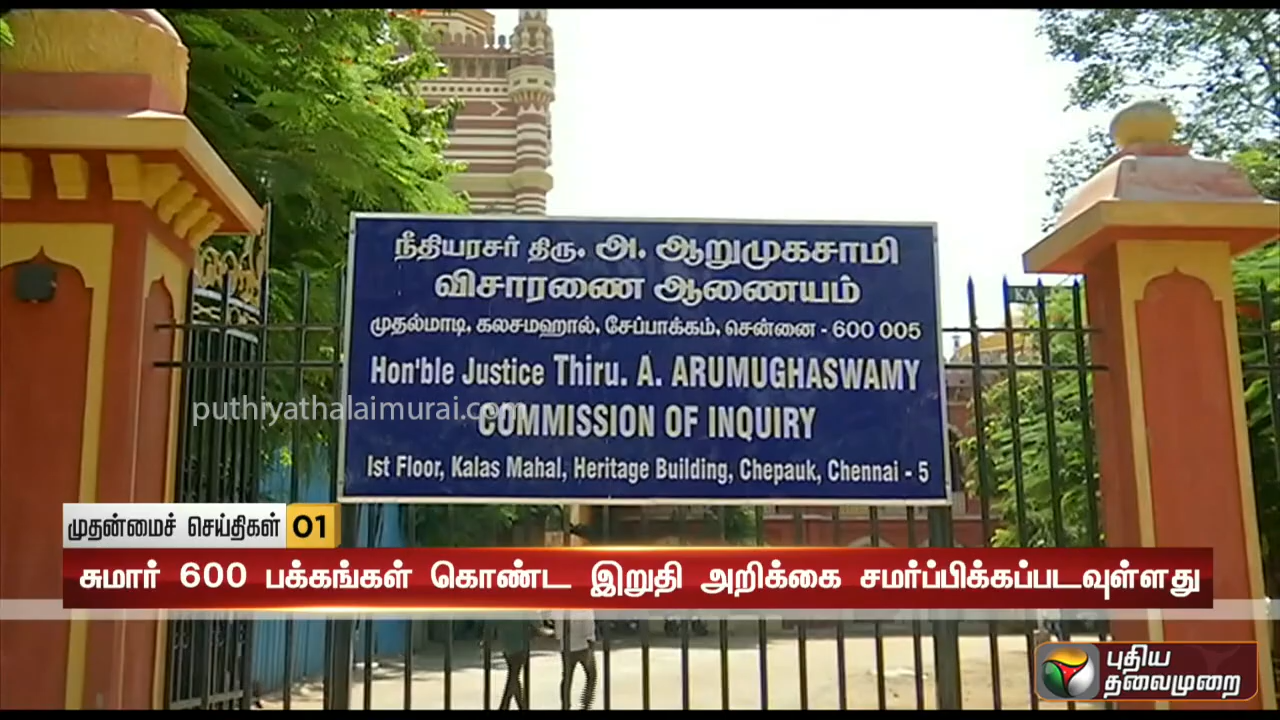 நீதியரசர் திரு. அ. ஆறுமுகசாமி
விசாரணை ஆணையம்
முதல்மாடி, கலசமஹால், சேப்பாக்கம், சென்னை - 600 005
Hon'ble Justice Thiru. A. ARUMUGHASWAMY
COMMISSION OF INQUIRY
Ist Floor, Kalas Mahal, Heritage Building, Chepauk, Chennai - 5
puthiyathalaimurai.com
முதன்மைச் செய்திகள் 01
சுமார் 600 பக்கங்கள் கொண்ட இறுதி அறிக்கை சமர்ப்பிக்கப்படவுள்ளது
புதிய
தலைமுறை